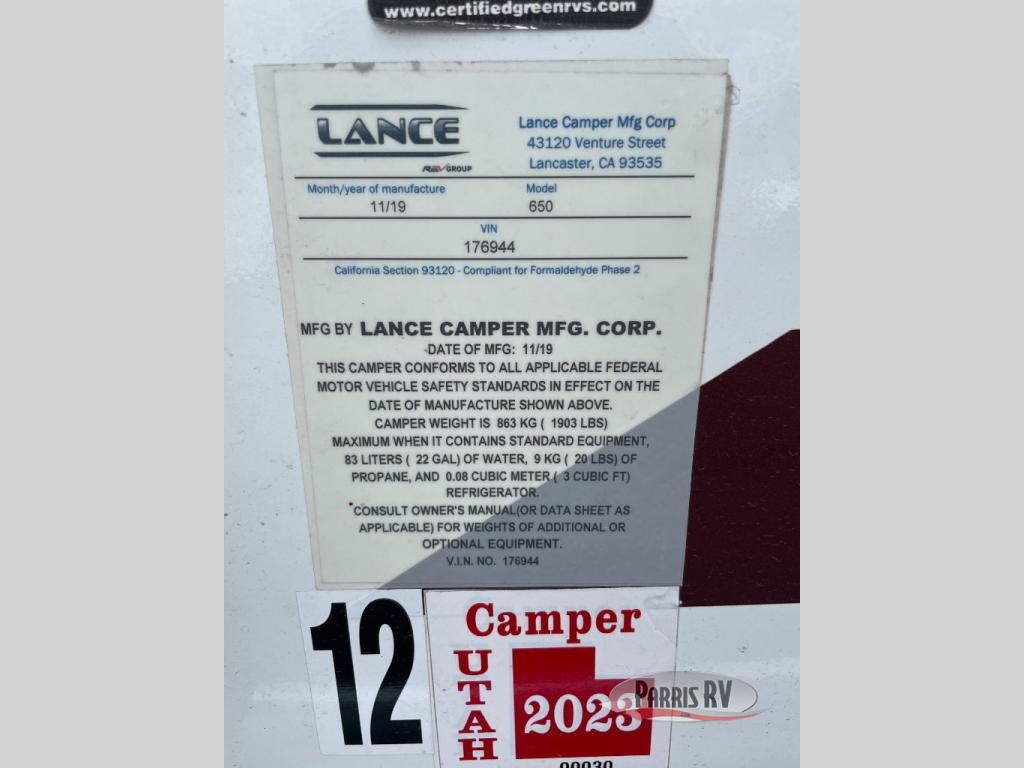 www.certifiedgreenrvs.com
LANCE
REV GROUP
Lance Camper Mfg Corp
43120 Venture Street
Lancaster, CA 93535
Month/year of manufacture Model
11/19 650
VIN
176944
California Section 93120 - Compliant for Formaldehyde Phase 2
MFG BY LANCE CAMPER MFG. CORP.
DATE OF MFG: 11/19
THIS CAMPER CONFORMS TO ALL APPLICABLE FEDERAL
MOTOR VEHICLE SAFETY STANDARDS IN EFFECT ON THE
DATE OF MANUFACTURE SHOWN ABOVE.
CAMPER WEIGHT IS 863 KG ( 1903 LBS)
MAXIMUM WHEN IT CONTAINS STANDARD EQUIPMENT,
83 LITERS ( 22 GAL) OF WATER, 9 KG ( 20 LBS) OF
PROPANE, AND 0.08 CUBIC METER ( 3 CUBIC FT)
REFRIGERATOR.
*CONSULT OWNER'S MANUAL(OR DATA SHEET AS
APPLICABLE) FOR WEIGHTS OF ADDITIONAL OR
OPTIONAL EQUIPMENT.
V.I.N. NO. 176944
12
Camper
UTAH
2023
00030
PARRIS RV